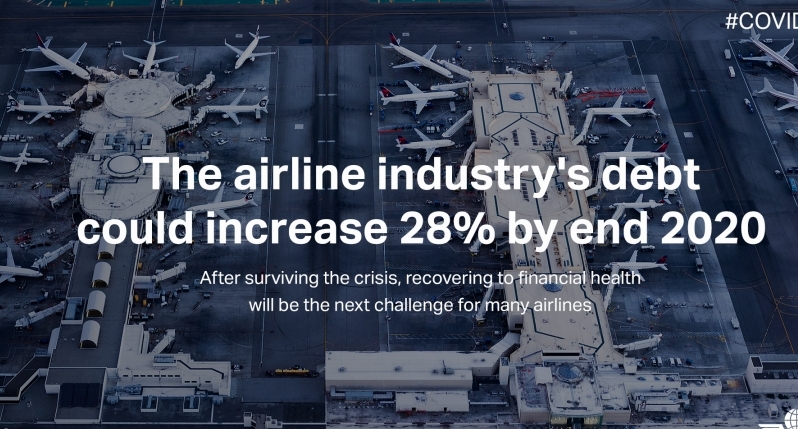 #COVID
The airline industry's debt
could increase 28% by end 2020
After surviving the crisis, recovering to financial health
will be the next challenge for many airlines